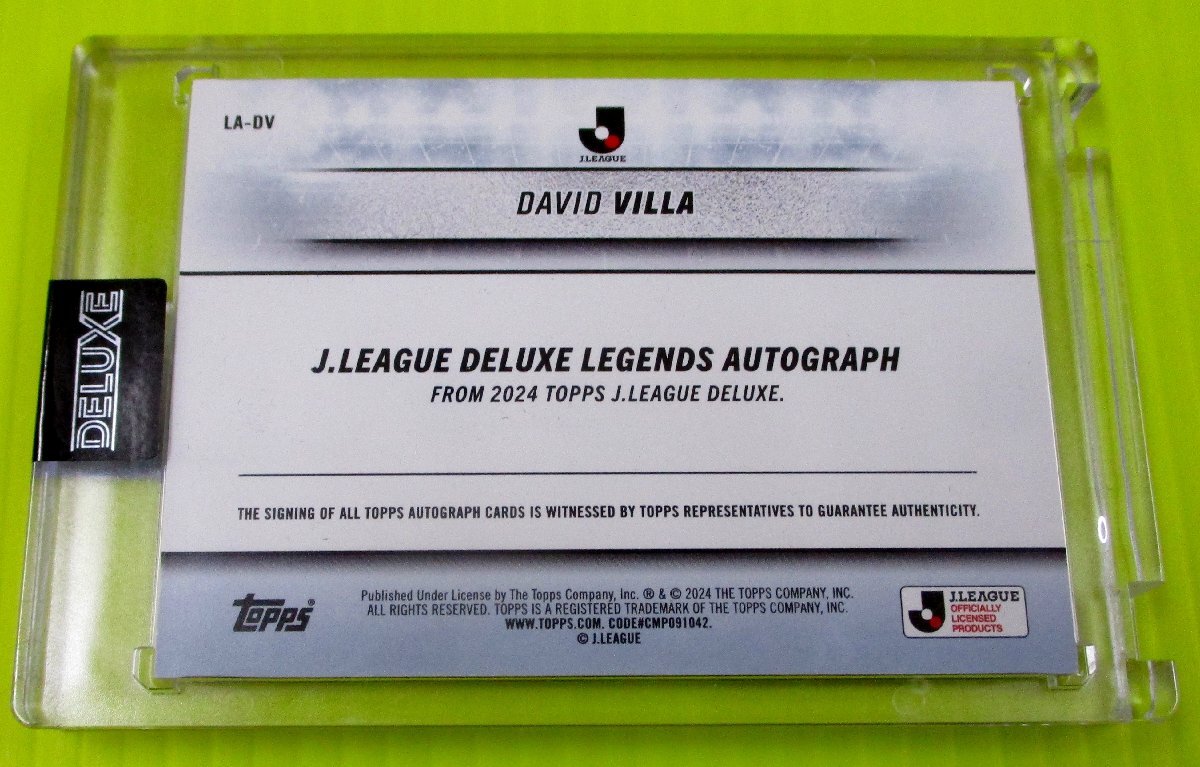 LA-DV
J.LEAGUE
DAVID VILLA
DELUXE
J.LEAGUE DELUXE LEGENDS AUTOGRAPH
FROM 2024 TOPPS J.LEAGUE DELUXE.
THE SIGNING OF ALL TOPPS AUTOGRAPH CARDS IS WITNESSED BY TOPPS REPRESENTATIVES TO GUARANTEE AUTHENTICITY.
topps®
Published Under License by The Topps Company, Inc. ® & © 2024 THE TOPPS COMPANY, INC.
ALL RIGHTS RESERVED. TOPPS IS A REGISTERED TRADEMARK OF THE TOPPS COMPANY, INC.
WWW.TOPPS.COM. CODE#CMP091042.
© J.LEAGUE
J.LEAGUE
OFFICIALLY
LICENSED
PRODUCTS